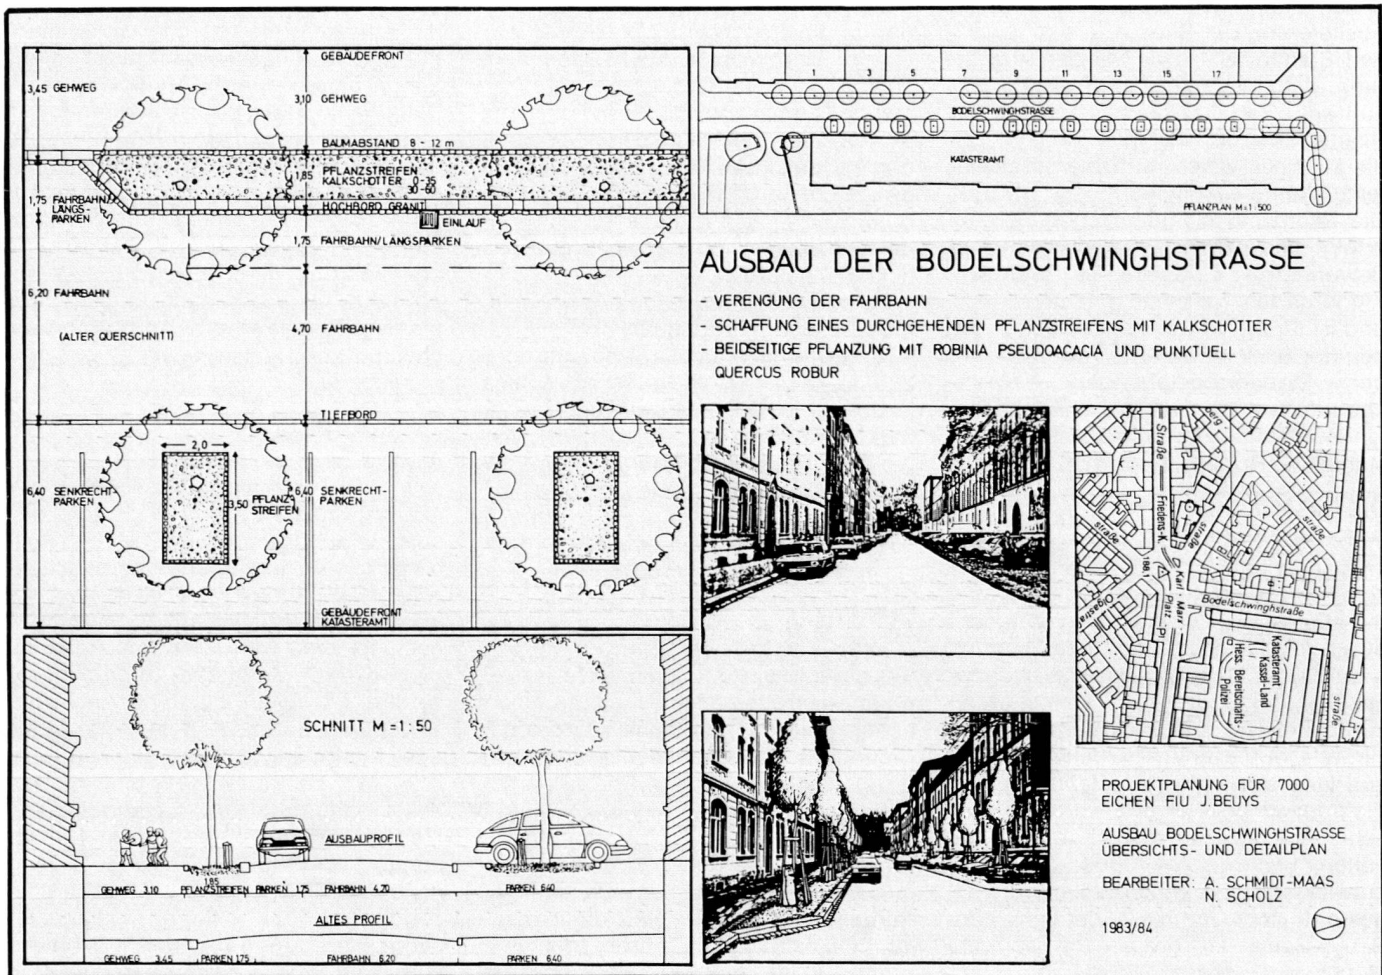 GEBÄUDEFRONT
3,45 GEHWEG
3,10 GEHWEG
BAUMABSTAND 8 - 12 m
1,85 PFLANZSTREIFEN
KALKSCHOTTER 0-35
30-60
1,75 FAHRBAHN/
LÄNGS-
PARKEN
HOCHBORD GRANIT
EINLAUF
1,75 FAHRBAHN/LÄNGSPARKEN
6,20 FAHRBAHN
4,70 FAHRBAHN
(ALTER QUERSCHNITT)
TIEFBORD
2,0
6,40 SENKRECHT-
PARKEN
3,50 PFLANZ-
STREIFEN
6,40 SENKRECHT-
PARKEN
GEBÄUDEFRONT
KATASTERAMT
SCHNITT M = 1 : 50
AUSBAUPROFIL
1,85
GEHWEG 3,10 PFLANZSTREIFEN PARKEN 1,75 FAHRBAHN 4,70 PARKEN 6,40
ALTES PROFIL
GEHWEG 3,45 PARKEN 1,75 FAHRBAHN 6,20 PARKEN 6,40
1 3 5 7 9 11 13 15 17
BODELSCHWINGHSTRASSE
KATASTERAMT
PFLANZPLAN M = 1 : 500
AUSBAU DER BODELSCHWINGHSTRASSE
- VERENGUNG DER FAHRBAHN
- SCHAFFUNG EINES DURCHGEHENDEN PFLANZSTREIFENS MIT KALKSCHOTTER
- BEIDSEITIGE PFLANZUNG MIT ROBINIA PSEUDOACACIA UND PUNKTUELL
QUERCUS ROBUR
Straße
Friedens-K.
straße
straße
straße
Olgastraße
Karl - Marx -
Platz
Bodelschwinghstraße
Katasteramt
Kassel-Land
Hess. Bereitschafts-
Polizei
straße
PROJEKTPLANUNG FÜR 7000
EICHEN FIU J. BEUYS
AUSBAU BODELSCHWINGHSTRASSE
ÜBERSICHTS- UND DETAILPLAN
BEARBEITER: A. SCHMIDT-MAAS
N. SCHOLZ
1983/84